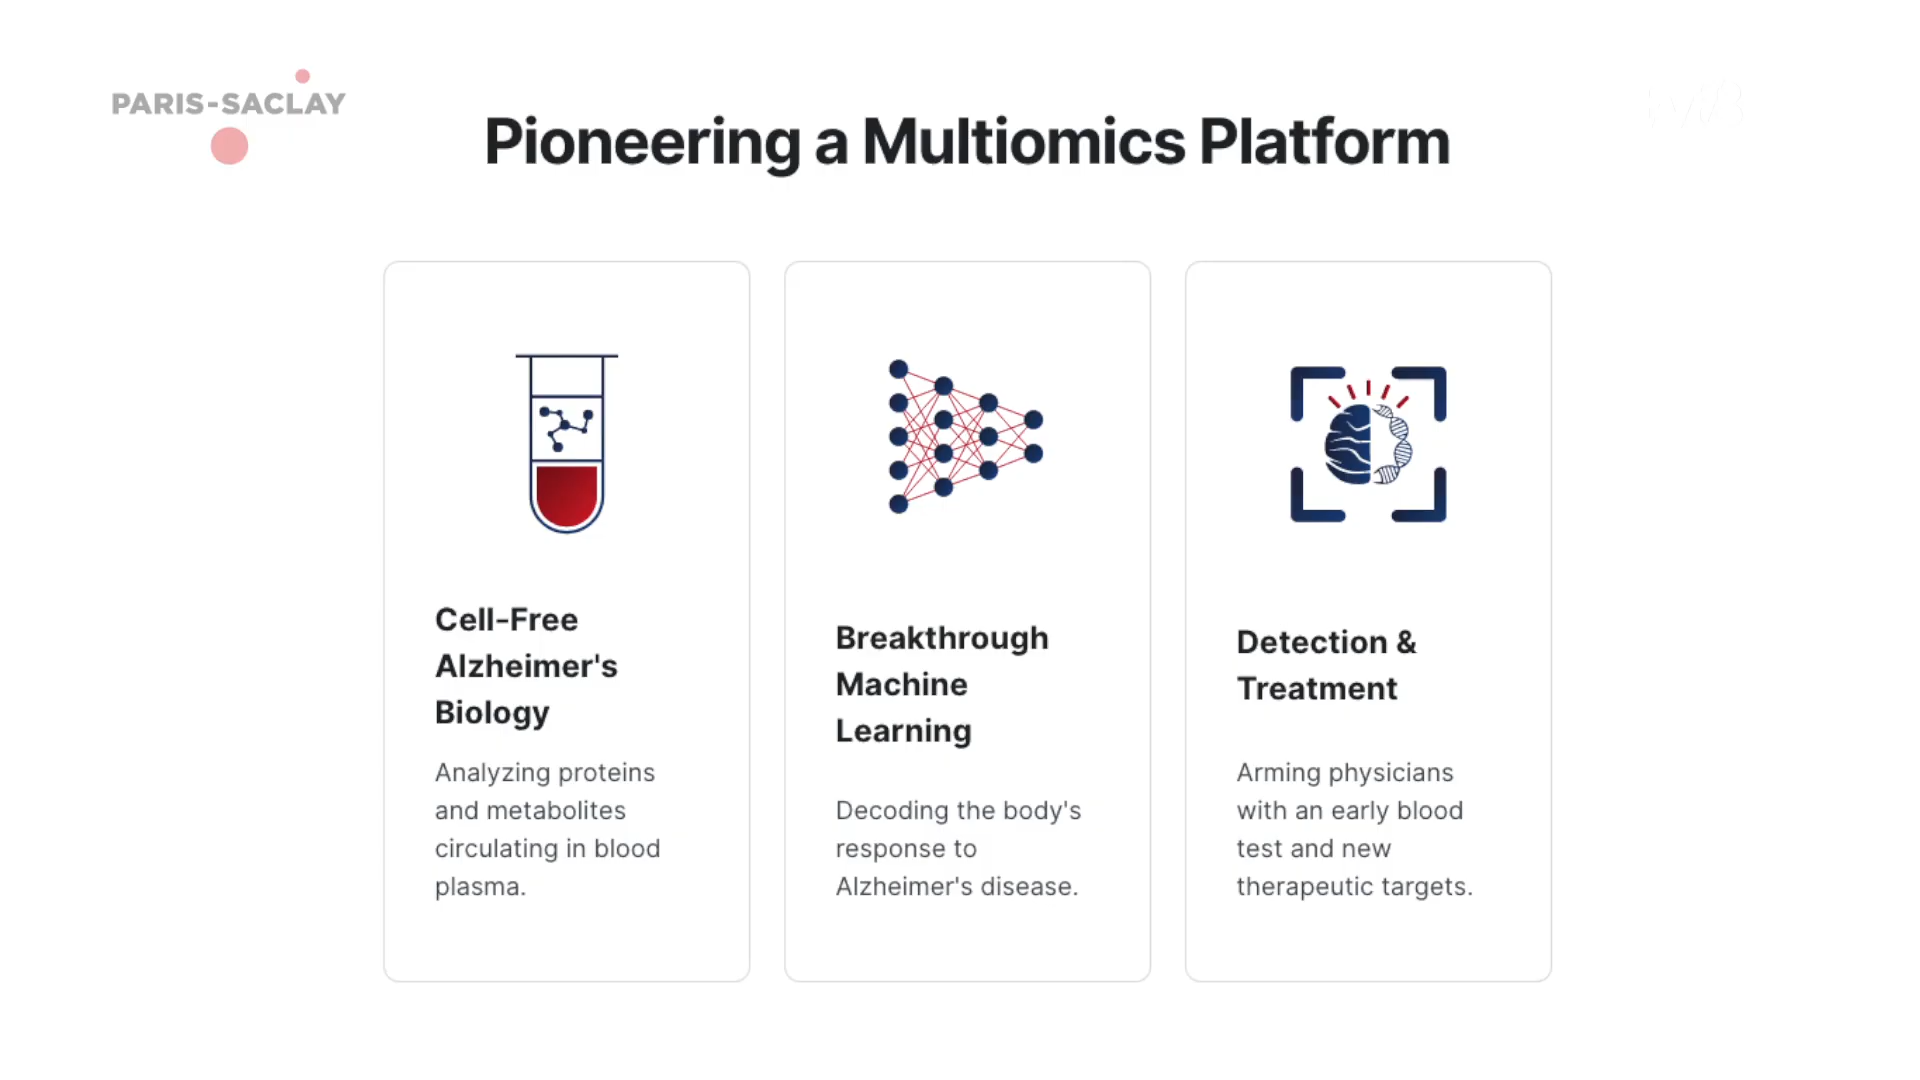 PARIS-SACLAY
Pioneering a Multiomics Platform
Cell-Free
Alzheimer's
Biology
Analyzing proteins
and metabolites
circulating in blood
plasma.
Breakthrough
Machine
Learning
Decoding the body's
response to
Alzheimer's disease.
Detection &
Treatment
Arming physicians
with an early blood
test and new
therapeutic targets.